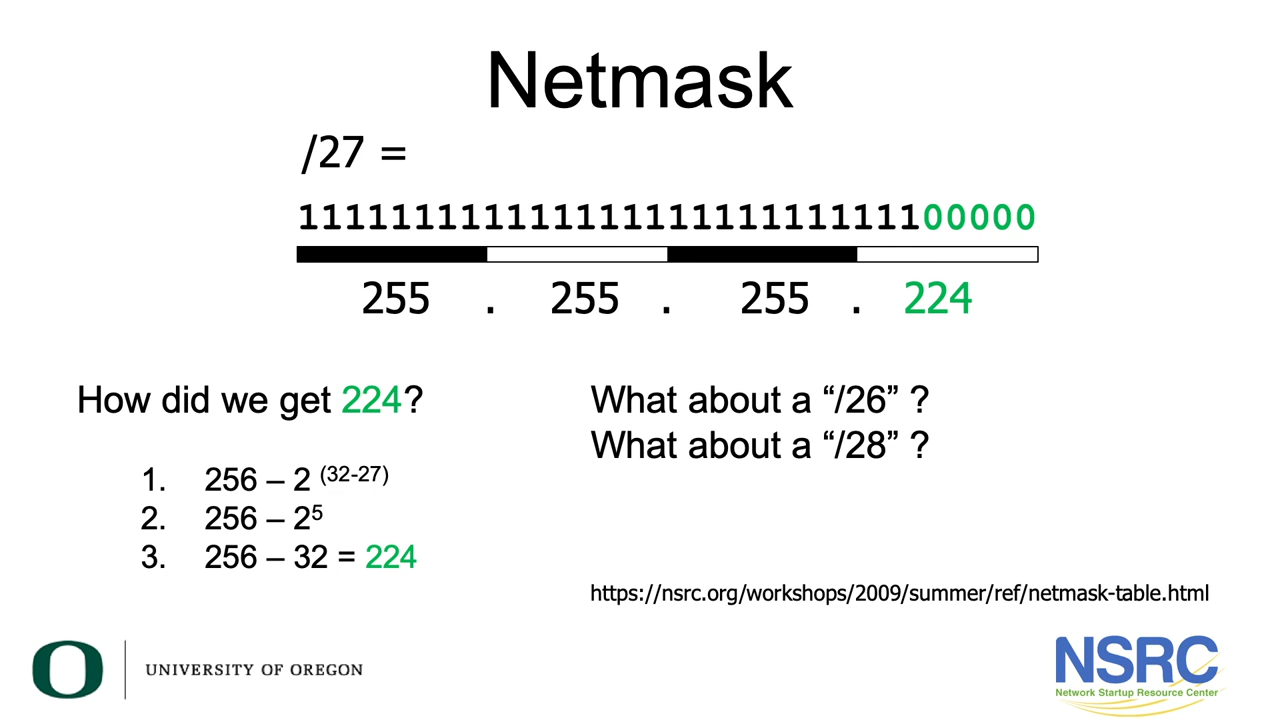 Netmask
/27 =
11111111111111111111111111100000
255 . 255 . 255 . 224
How did we get 224?
1. 256 – 2 (32-27)
2. 256 – 2⁵
3. 256 – 32 = 224
What about a “/26” ?
What about a “/28” ?
https://nsrc.org/workshops/2009/summer/ref/netmask-table.html
O UNIVERSITY OF OREGON
NSRC
Network Startup Resource Center